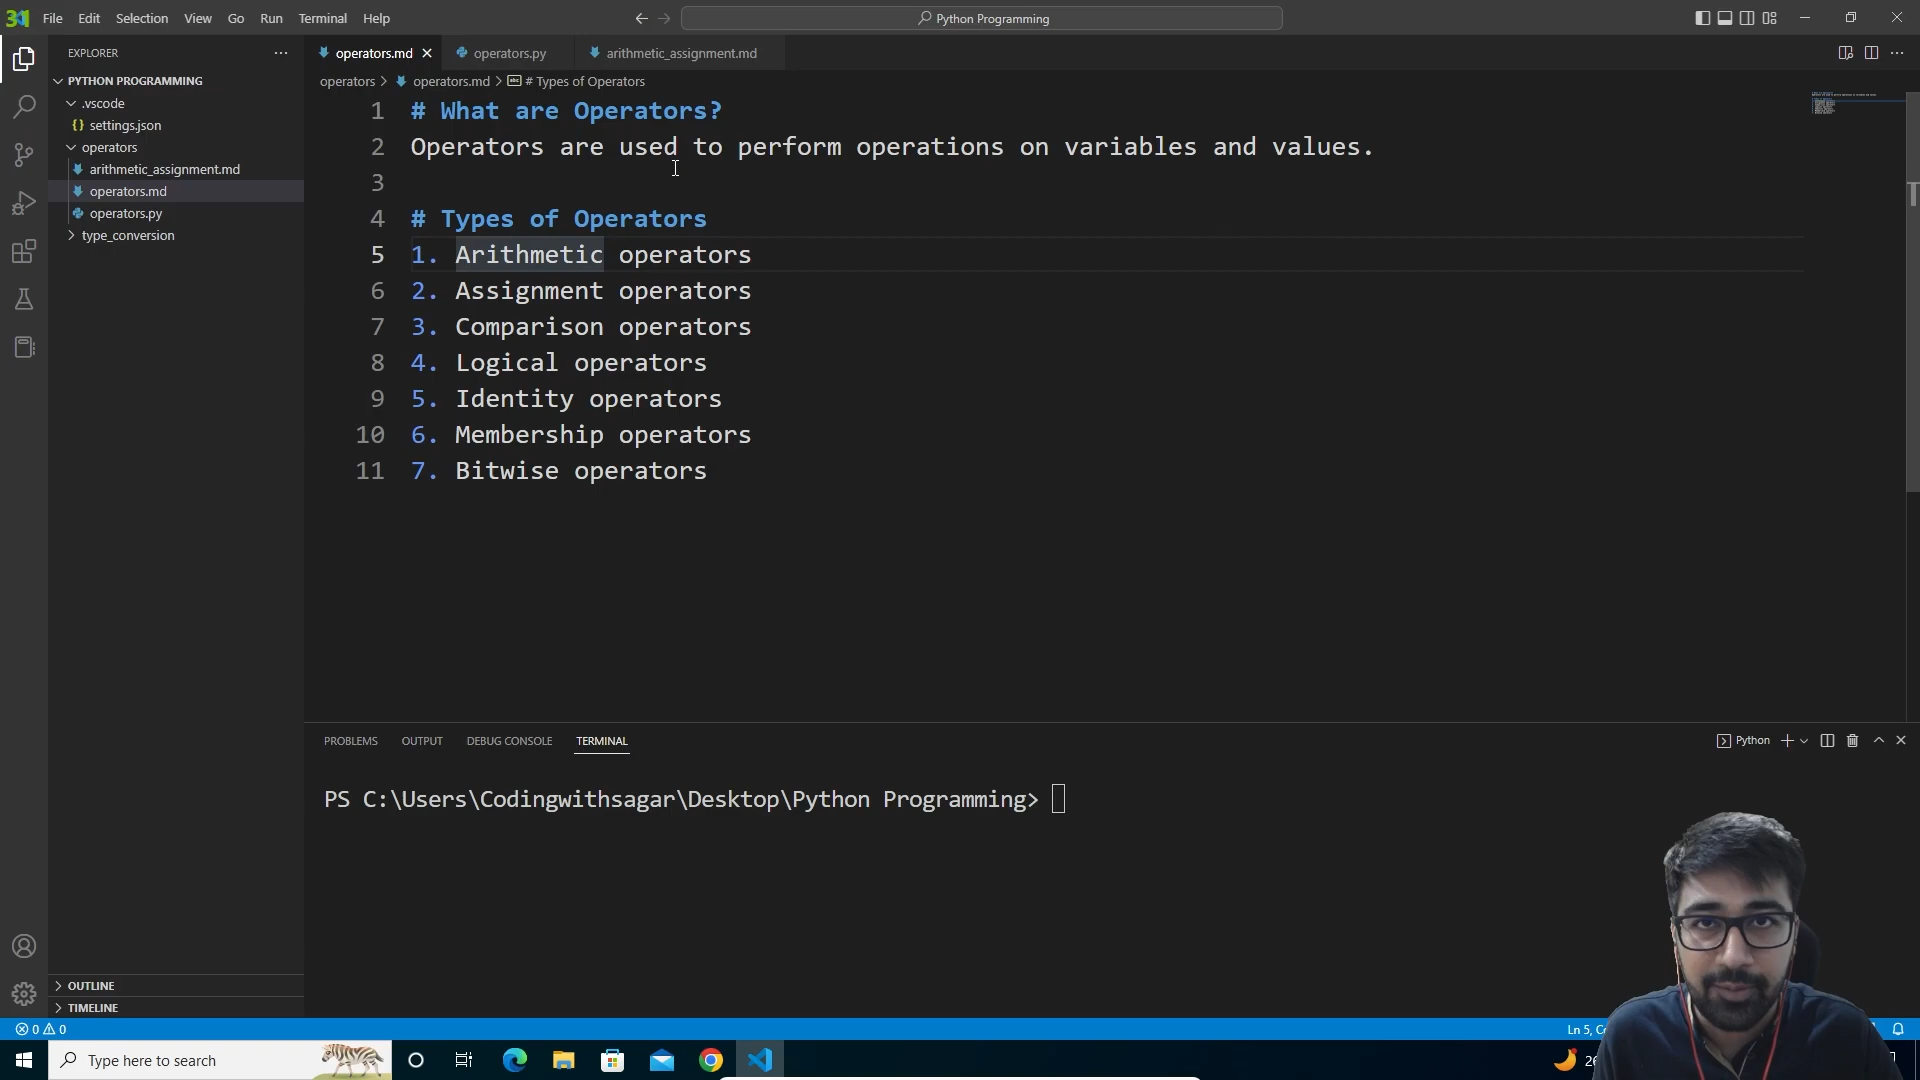 File Edit Selection View Go Run Terminal Help
Python Programming
EXPLORER
PYTHON PROGRAMMING
.vscode
settings.json
operators
arithmetic_assignment.md
operators.md
operators.py
type_conversion
OUTLINE
TIMELINE
operators.md operators.py arithmetic_assignment.md
operators > operators.md > # Types of Operators
1 # What are Operators?
2 Operators are used to perform operations on variables and values.
3
4 # Types of Operators
5 1. Arithmetic operators
6 2. Assignment operators
7 3. Comparison operators
8 4. Logical operators
9 5. Identity operators
10 6. Membership operators
11 7. Bitwise operators
PROBLEMS OUTPUT DEBUG CONSOLE TERMINAL
Python
PS C:\Users\Codingwithsagar\Desktop\Python Programming>
0 0
Ln 5,
Type here to search